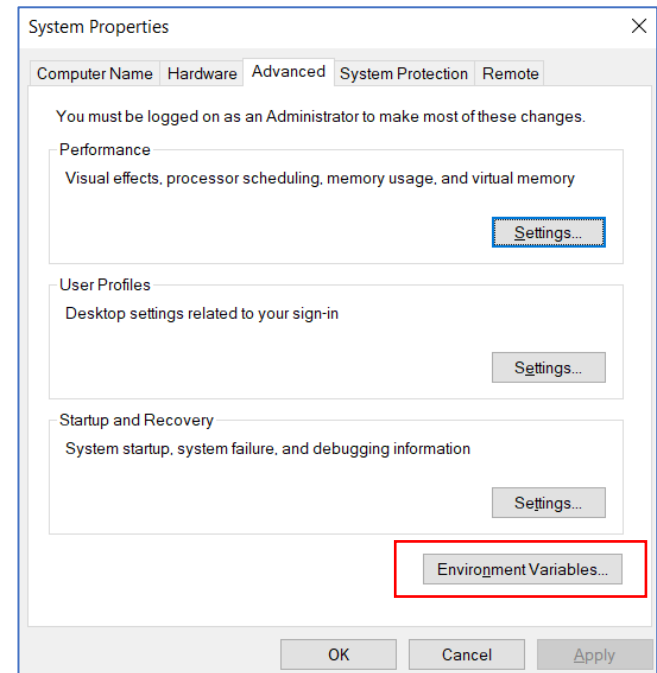 System Properties
Computer Name Hardware Advanced System Protection Remote
You must be logged on as an Administrator to make most of these changes.
Performance
Visual effects, processor scheduling, memory usage, and virtual memory
Settings...
User Profiles
Desktop settings related to your sign-in
Settings...
Startup and Recovery
System startup, system failure, and debugging information
Settings...
Environment Variables...
OK Cancel Apply